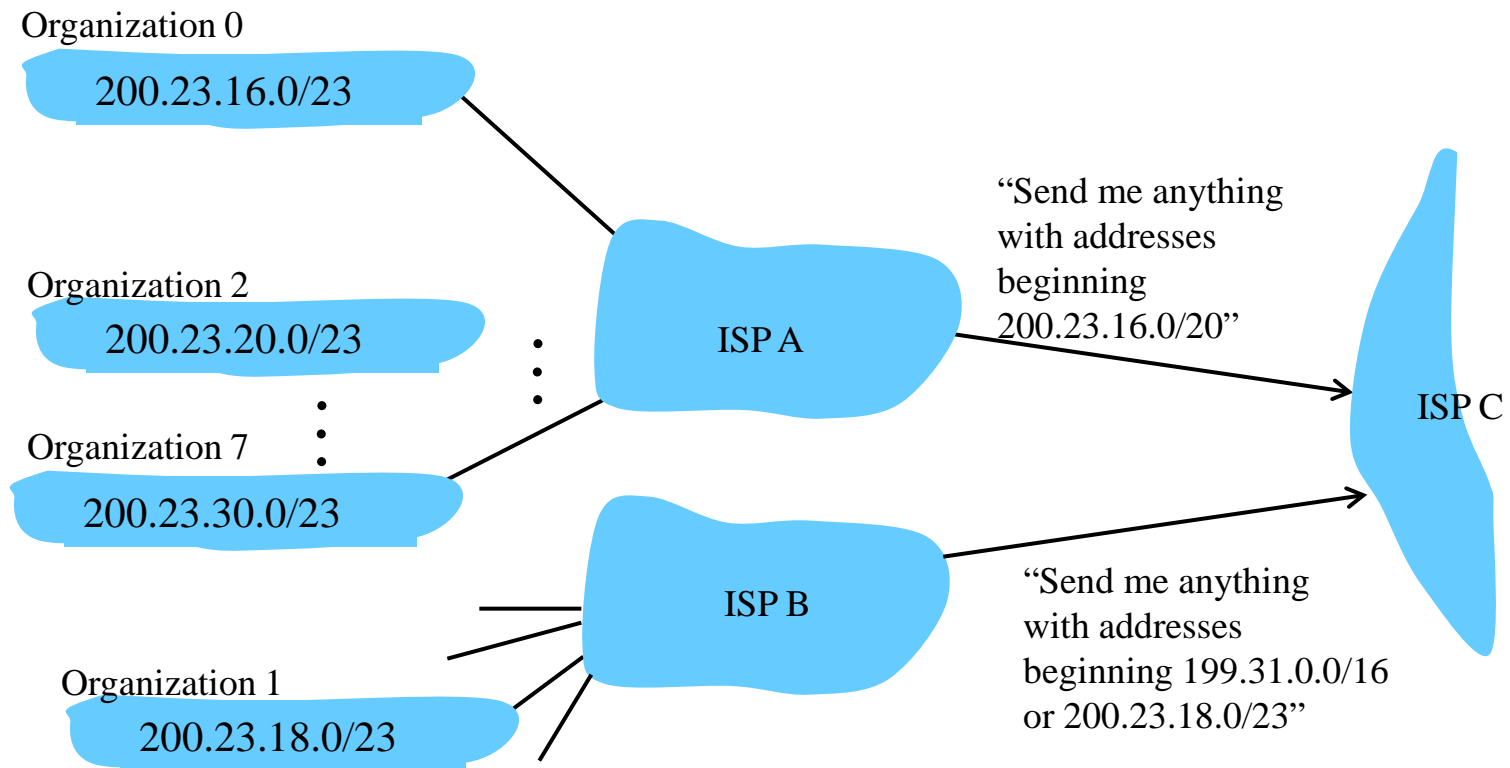 Organization 0
200.23.16.0/23
Organization 2
200.23.20.0/23
Organization 7
200.23.30.0/23
ISP A
“Send me anything
with addresses
beginning
200.23.16.0/20”
ISP C
ISP B
“Send me anything
with addresses
beginning 199.31.0.0/16
or 200.23.18.0/23”
Organization 1
200.23.18.0/23